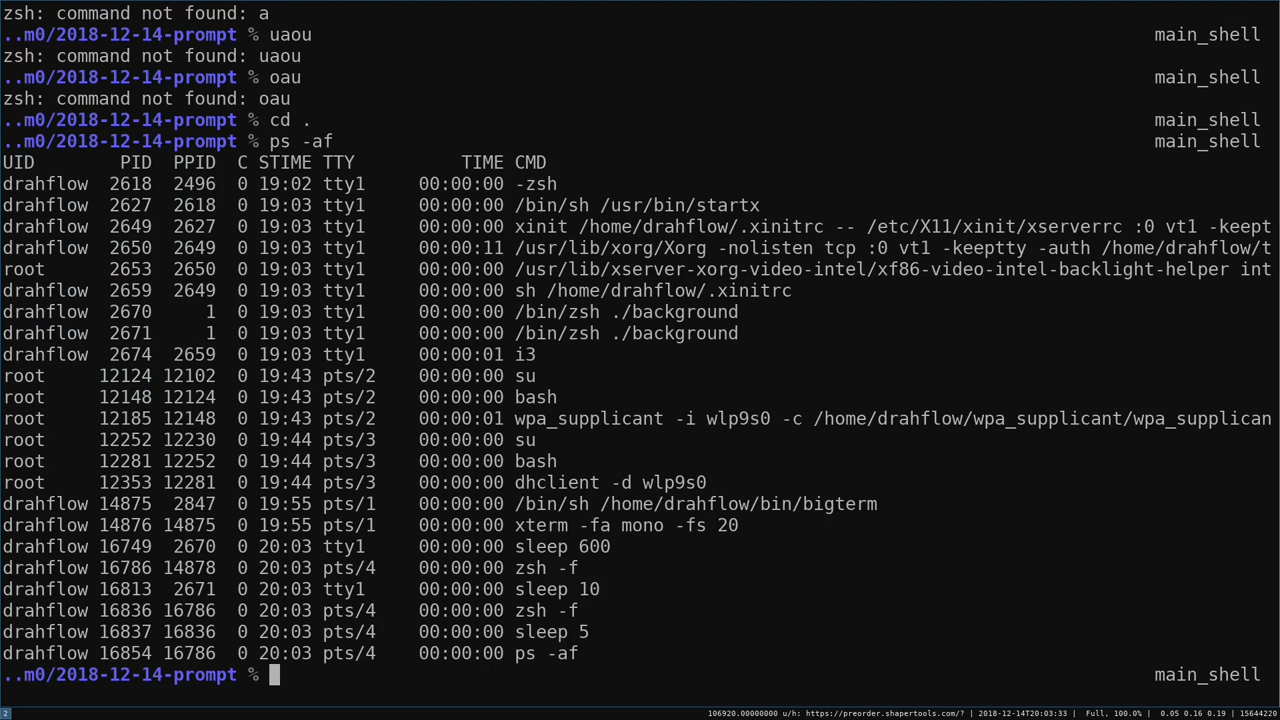 zsh: command not found: a
..m0/2018-12-14-prompt % uaou main_shell
zsh: command not found: uaou
..m0/2018-12-14-prompt % oau main_shell
zsh: command not found: oau
..m0/2018-12-14-prompt % cd . main_shell
..m0/2018-12-14-prompt % ps -af main_shell
UID PID PPID C STIME TTY TIME CMD
drahflow 2618 2496 0 19:02 tty1 00:00:00 -zsh
drahflow 2627 2618 0 19:03 tty1 00:00:00 /bin/sh /usr/bin/startx
drahflow 2649 2627 0 19:03 tty1 00:00:00 xinit /home/drahflow/.xinitrc -- /etc/X11/xinit/xserverrc :0 vt1 -keept
drahflow 2650 2649 0 19:03 tty1 00:00:11 /usr/lib/xorg/Xorg -nolisten tcp :0 vt1 -keeptty -auth /home/drahflow/t
root 2653 2650 0 19:03 tty1 00:00:00 /usr/lib/xserver-xorg-video-intel/xf86-video-intel-backlight-helper int
drahflow 2659 2649 0 19:03 tty1 00:00:00 sh /home/drahflow/.xinitrc
drahflow 2670 1 0 19:03 tty1 00:00:00 /bin/zsh ./background
drahflow 2671 1 0 19:03 tty1 00:00:00 /bin/zsh ./background
drahflow 2674 2659 0 19:03 tty1 00:00:01 i3
root 12124 12102 0 19:43 pts/2 00:00:00 su
root 12148 12124 0 19:43 pts/2 00:00:00 bash
root 12185 12148 0 19:43 pts/2 00:00:01 wpa_supplicant -i wlp9s0 -c /home/drahflow/wpa_supplicant/wpa_supplican
root 12252 12230 0 19:44 pts/3 00:00:00 su
root 12281 12252 0 19:44 pts/3 00:00:00 bash
root 12353 12281 0 19:44 pts/3 00:00:00 dhclient -d wlp9s0
drahflow 14875 2847 0 19:55 pts/1 00:00:00 /bin/sh /home/drahflow/bin/bigterm
drahflow 14876 14875 0 19:55 pts/1 00:00:00 xterm -fa mono -fs 20
drahflow 16749 2670 0 20:03 tty1 00:00:00 sleep 600
drahflow 16786 14878 0 20:03 pts/4 00:00:00 zsh -f
drahflow 16813 2671 0 20:03 tty1 00:00:00 sleep 10
drahflow 16836 16786 0 20:03 pts/4 00:00:00 zsh -f
drahflow 16837 16836 0 20:03 pts/4 00:00:00 sleep 5
drahflow 16854 16786 0 20:03 pts/4 00:00:00 ps -af
..m0/2018-12-14-prompt % main_shell
2 106920.00000000 u/h: https://preorder.shapertools.com/? | 2018-12-14T20:03:33 | Full, 100.0% | 0.05 0.16 0.19 | 15644220